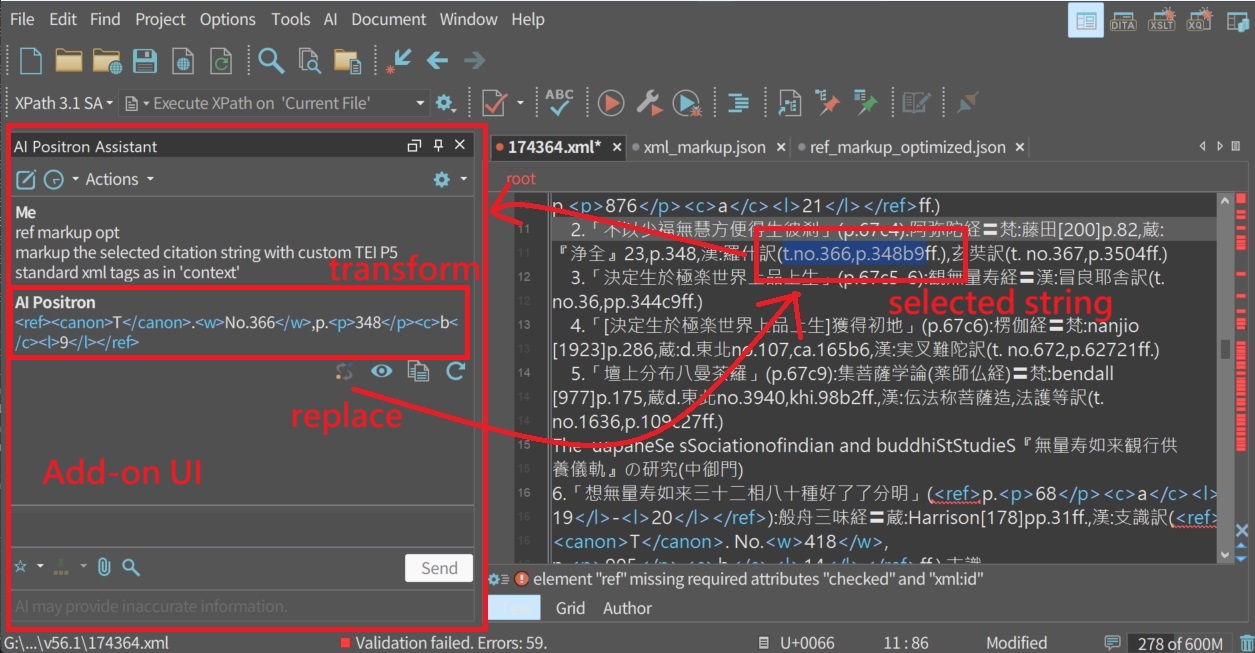 File Edit Find Project Options Tools AI Document Window Help
DITA XSLT XQ
XPath 3.1 SA Execute XPath on 'Current File'
ABC
AI Positron Assistant
Actions
Me
ref markup opt
markup the selected citation string with custom TEI P5
standard xml tags as in 'context'
transform
AI Positron
<ref><canon>T</canon>.<w>No.366</w>,p.<p>348</p><c>b<
/c><l>9</l></ref>
replace
Add-on UI
Send
AI may provide inaccurate information.
174364.xml* xml_markup.json ref_markup_optimized.json
root
p.<p>876</p><c>a</c><l>21</l></ref>ff.)
11 2.「不以少福無慧方便得生彼刹」(p.67c4):阿弥陀経〓梵:藤田[200]p.82,蔵:
11 『浄全』23,p.348,漢:羅什訳(t.no.366,p.348b9ff.),玄奘訳(t. no.367,p.3504ff.)
12 3.「決定生於極楽世界上品上生」(p.67c5-6):観無量寿経〓漢:畺良耶舎訳(t.
12 no.36,pp.344c9ff.)
selected string
13 4.「[決定生於極楽世界上品上生]獲得初地」(p.67c6):楞伽経〓梵:nanjio
13 [1923]p.286,蔵:d.東北no.107,ca.165b6,漢:実叉難陀訳(t. no.672,p.62721ff.)
14 5.「壇上分布八曼荼羅」(p.67c9):集菩薩学論(薬師仏経)〓梵:bendall
14 [977]p.175,蔵d.東北no.3940,khi.98b2ff.,漢:伝法称菩薩造,法護等訳(t.
14 no.1636,p.109c27ff.)
15 The uapaneSe sSociationofindian and buddhiStStudieS『無量寿如来観行供
15 養儀軌』の研究(中御門)
16 6.「想無量寿如来三十二相八十種好了了分明」(<ref>p.<p>68</p><c>a</c><l>
16 19</l>-<l>20</l></ref>):般舟三味経〓蔵:Harrison[178]pp.31ff.,漢:支讖訳(<ref>
16 <canon>T</canon>. No.<w>418</w>,
element "ref" missing required attributes "checked" and "xml:id"
Grid Author
G:\...\v56.1\174364.xml Validation failed. Errors: 59. U+0066 11:86 Modified 278 of 600M